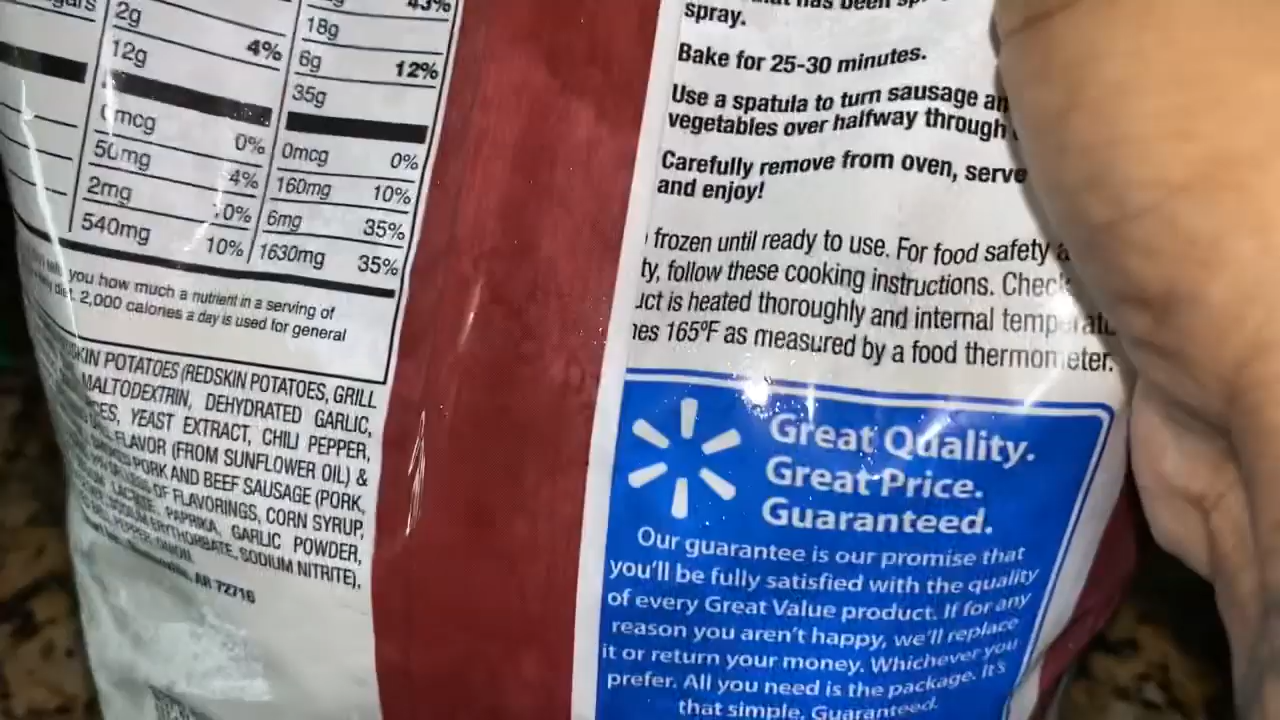 2g
4%
12g
mcg
0%
50mg
4%
2mg
10%
540mg
10%
43%
18g
6g
12%
35g
0mcg
0%
160mg
10%
6mg
35%
1630mg
35%
you how much a nutrient in a serving of
diet. 2,000 calories a day is used for general
POTATOES (REDSKIN POTATOES, GRILL
MALTODEXTRIN, DEHYDRATED GARLIC,
YEAST EXTRACT, CHILI PEPPER,
FLAVOR (FROM SUNFLOWER OIL) &
PORK AND BEEF SAUSAGE (PORK,
OF FLAVORINGS, CORN SYRUP,
LACTATE, PAPRIKA, GARLIC POWDER,
ERYTHORBATE, SODIUM NITRITE),
ONION.
AR 72716
has been
spray.
Bake for 25-30 minutes.
Use a spatula to turn sausage an
vegetables over halfway through
Carefully remove from oven, serve
and enjoy!
frozen until ready to use. For food safety
ty, follow these cooking instructions. Check
uct is heated thoroughly and internal temperatu
hes 165ºF as measured by a food thermometer.
Great Quality.
Great Price.
Guaranteed.
Our guarantee is our promise that
you'll be fully satisfied with the quality
of every Great Value product. If for any
reason you aren't happy, we'll replace
it or return your money. Whichever you
prefer. All you need is the package. It's
that simple. Guaranteed.